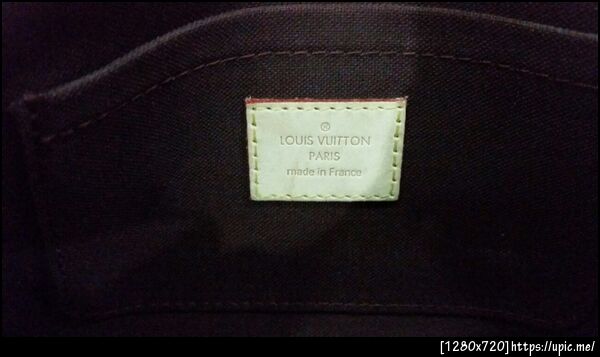 ®
LOUIS VUITTON
PARIS
made in France
[1280x720]https://upic.me/